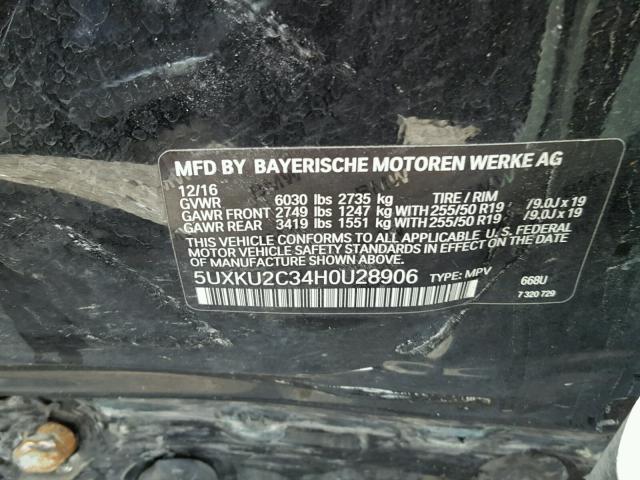 MFD BY BAYERISCHE MOTOREN WERKE AG
12/16
GVWR 6030 lbs 2735 kg TIRE / RIM
GAWR FRONT 2749 lbs 1247 kg WITH 255/50 R19 /9.0J x 19
GAWR REAR 3419 lbs 1551 kg WITH 255/50 R19 /9.0J x 19
THIS VEHICLE CONFORMS TO ALL APPLICABLE U.S. FEDERAL
MOTOR VEHICLE SAFETY STANDARDS IN EFFECT
ON THE DATE OF MANUFACTURE SHOWN ABOVE.
5UXKU2C34H0U28906 TYPE: MPV 668U
7 320 729